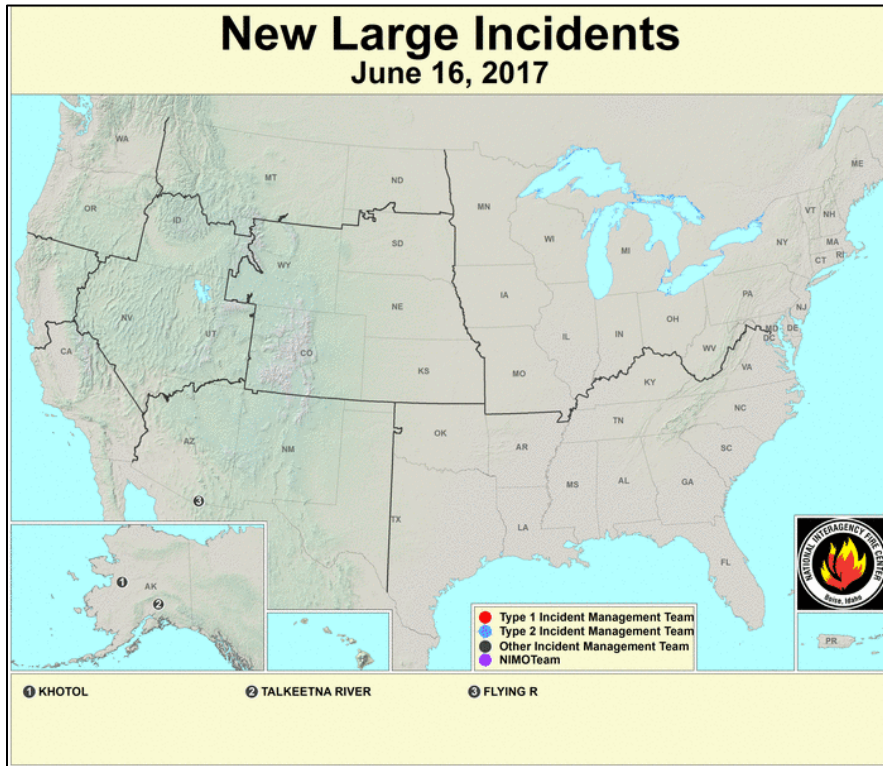 New Large Incidents
June 16, 2017
WA
MT
ND
ME
OR
ID
MN
VT
NH
WI
MI
NY
MA
SD
WY
CT
RI
IA
PA
NE
NV
NJ
UT
OH
IL
IN
MD
DE
DC
CA
CO
WV
KS
MO
VA
KY
NC
TN
AZ
OK
AR
NM
SC
MS
AL
GA
3
TX
LA
NATIONAL INTERAGENCY FIRE CENTER
Boise, Idaho
FL
1
AK
2
Type 1 Incident Management Team
Type 2 Incident Management Team
Other Incident Management Team
NIMOTeam
PR
1 KHOTOL
2 TALKEETNA RIVER
3 FLYING R